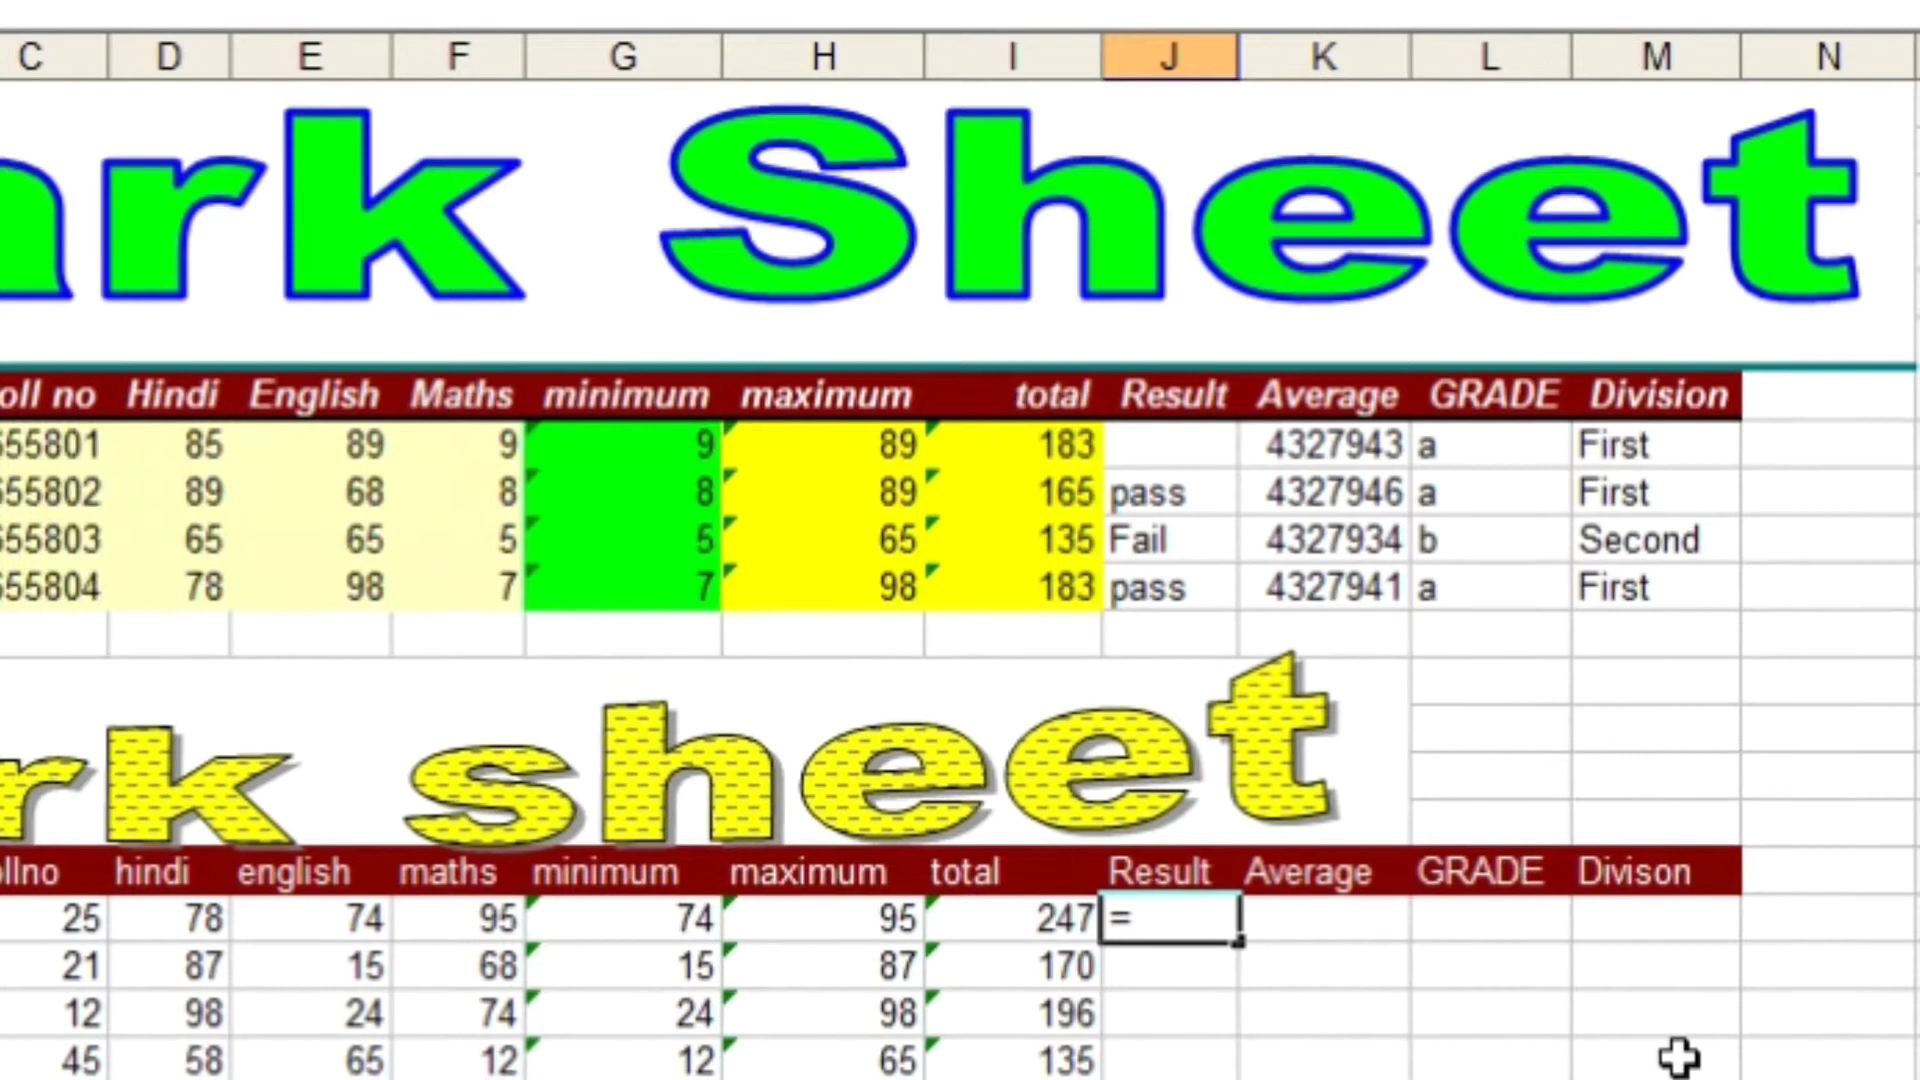 C D E F G H I J K L M N
ark Sheet
oll no Hindi English Maths minimum maximum total Result Average GRADE Division
55801 85 89 9 9 89 183 4327943 a First
55802 89 68 8 8 89 165 pass 4327946 a First
55803 65 65 5 5 65 135 Fail 4327934 b Second
55804 78 98 7 7 98 183 pass 4327941 a First
rk sheet
llno hindi english maths minimum maximum total Result Average GRADE Divison
25 78 74 95 74 95 247 =
21 87 15 68 15 87 170
12 98 24 74 24 98 196
45 58 65 12 12 65 135